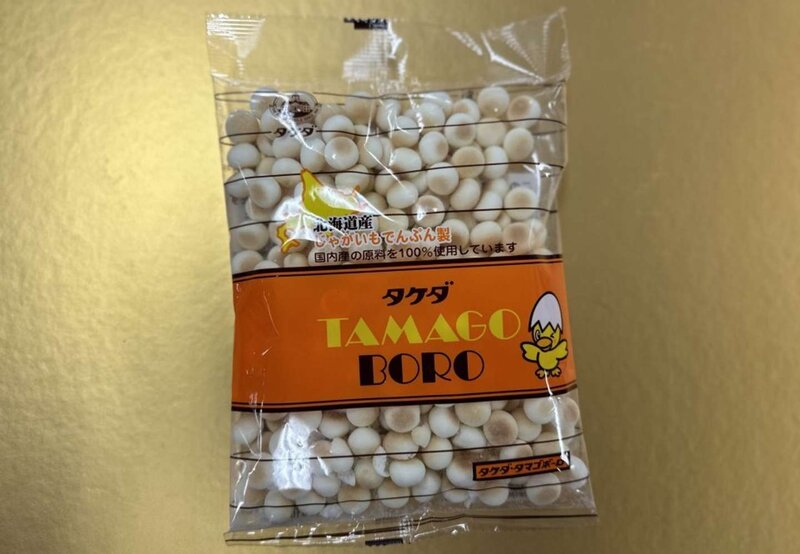 タケダ
北海道産
じゃがいもでんぷん製
国内産の原料を100%使用しています
タケダ
TAMAGO
BORO
タケダ・タマゴボーロ